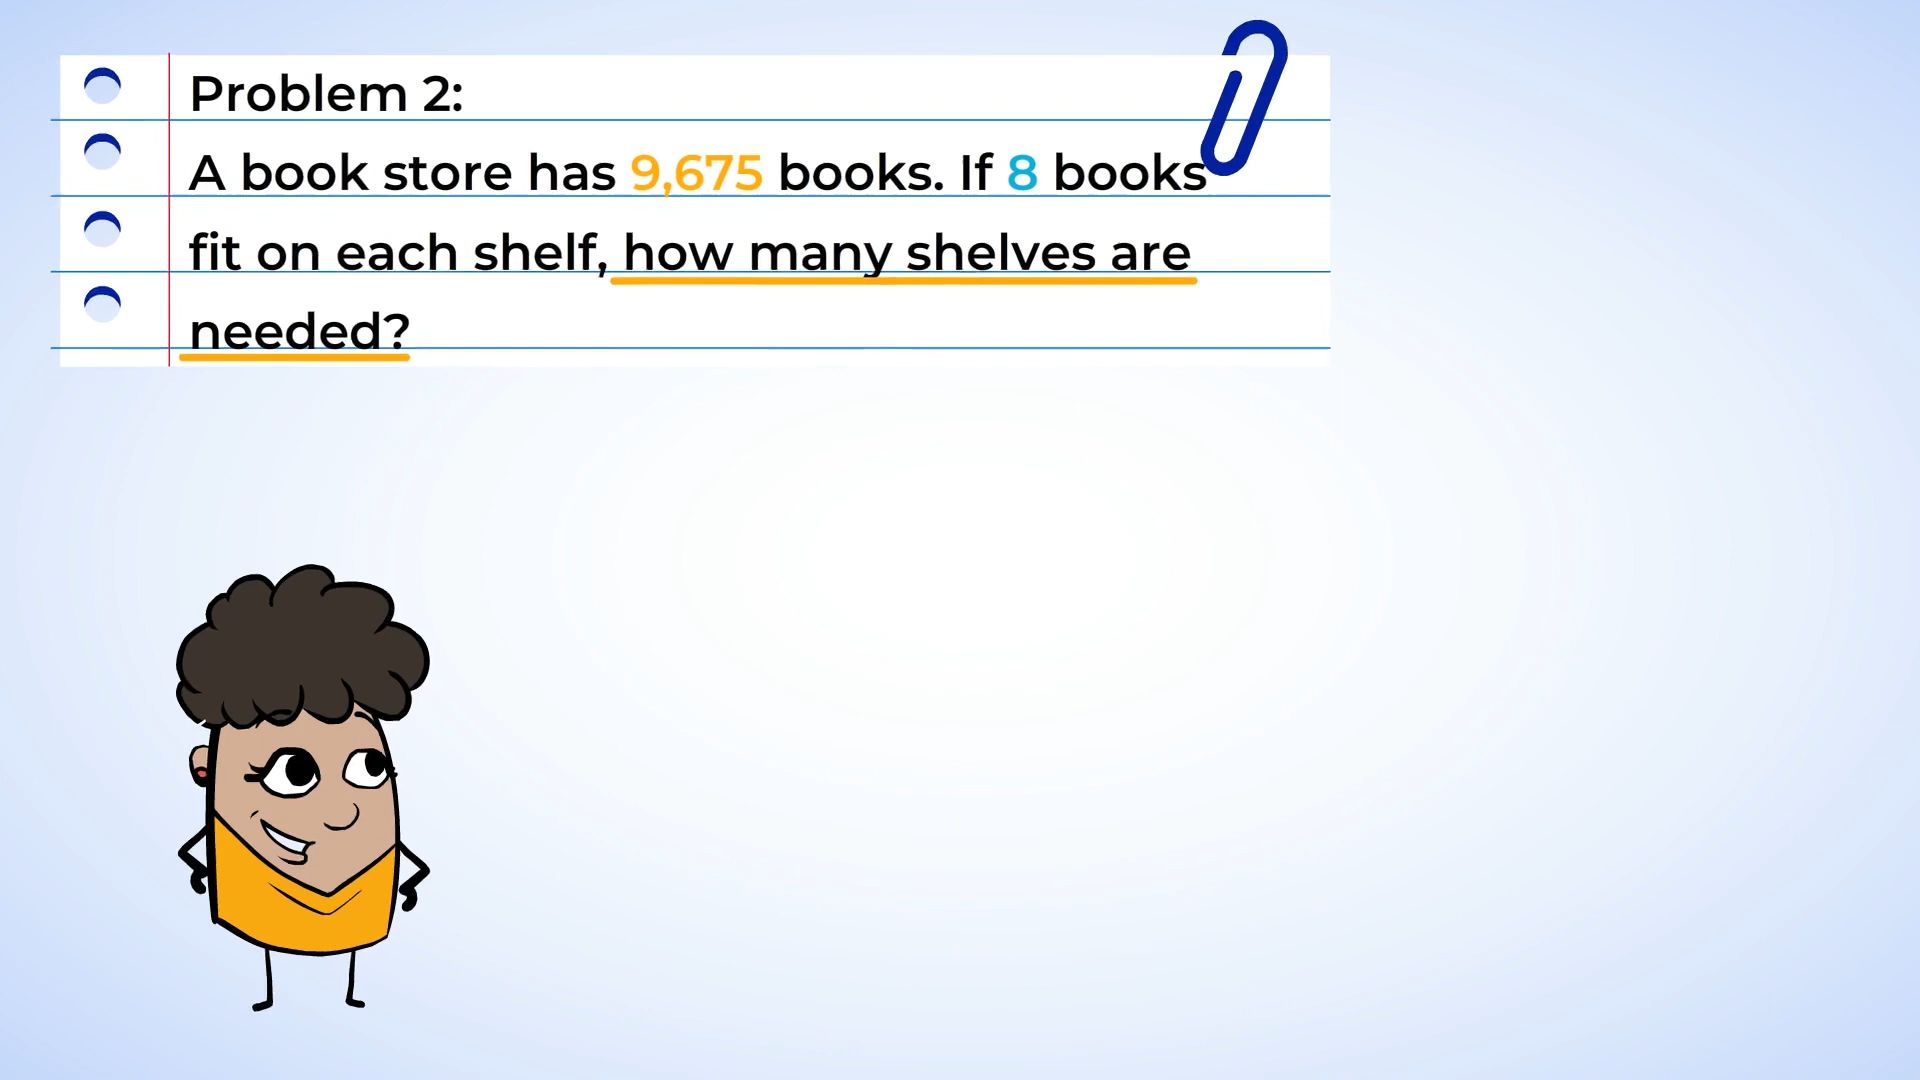 Problem 2:
A book store has 9,675 books. If 8 books
fit on each shelf, how many shelves are
needed?